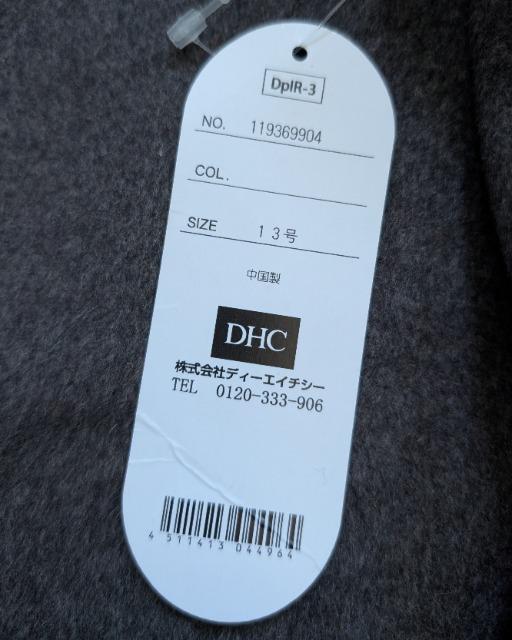 DpIR-3
NO. 119369904
COL.
SIZE 13号
中国製
DHC
株式会社ディーエイチシー
TEL 0120-333-906
4 511413 044964